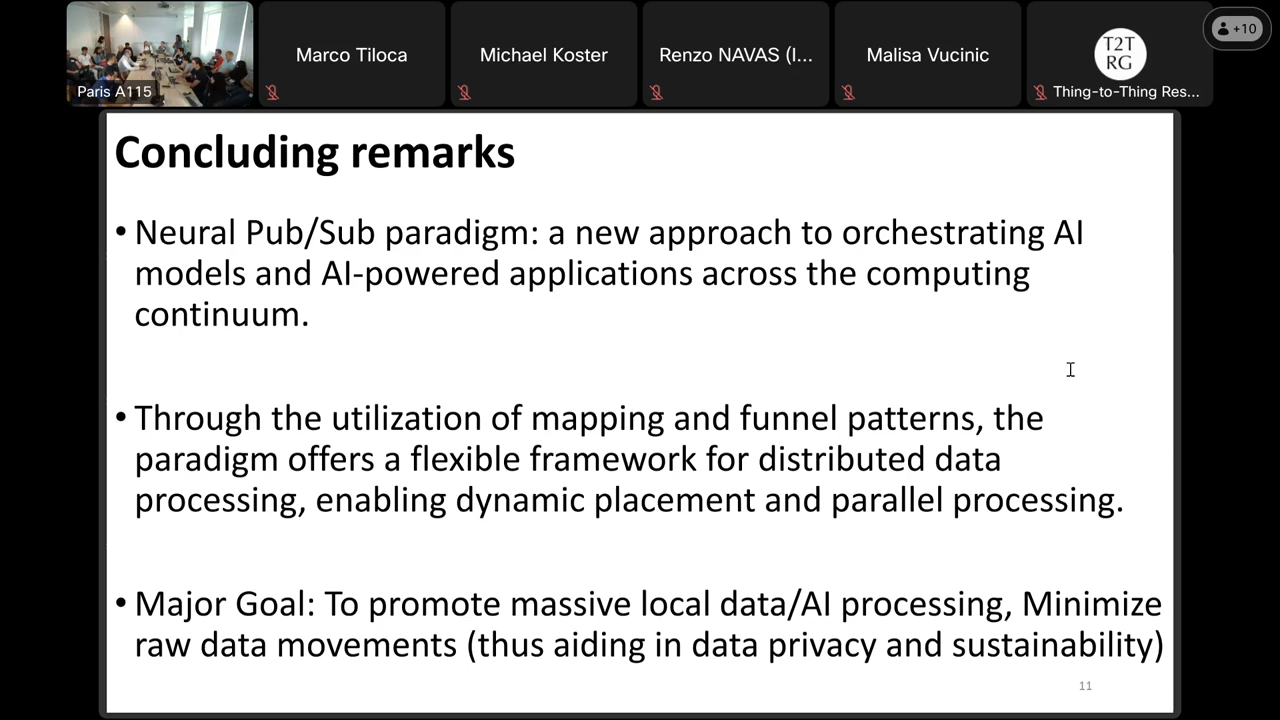 Paris A115
Marco Tiloca
Michael Koster
Renzo NAVAS (I...
Malisa Vucinic
T2T
RG
Thing-to-Thing Res...
+10
Concluding remarks
• Neural Pub/Sub paradigm: a new approach to orchestrating AI
models and AI-powered applications across the computing
continuum.
• Through the utilization of mapping and funnel patterns, the
paradigm offers a flexible framework for distributed data
processing, enabling dynamic placement and parallel processing.
• Major Goal: To promote massive local data/AI processing, Minimize
raw data movements (thus aiding in data privacy and sustainability)
11